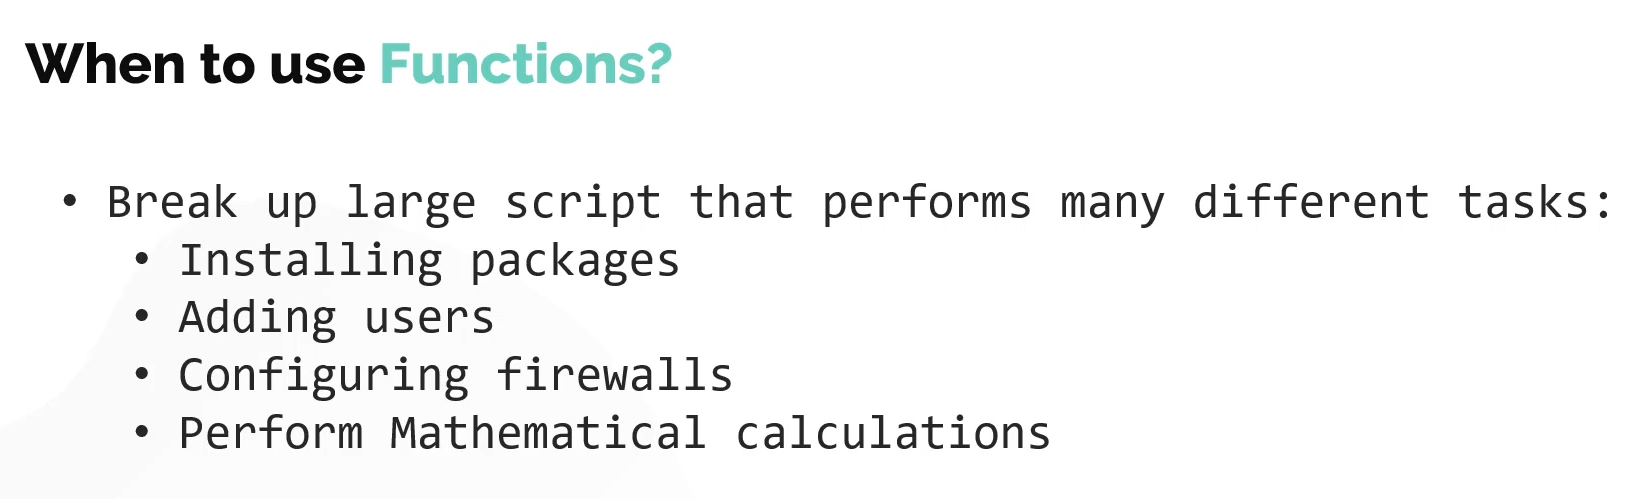 When to use Functions?
• Break up large script that performs many different tasks:
• Installing packages
• Adding users
• Configuring firewalls
• Perform Mathematical calculations